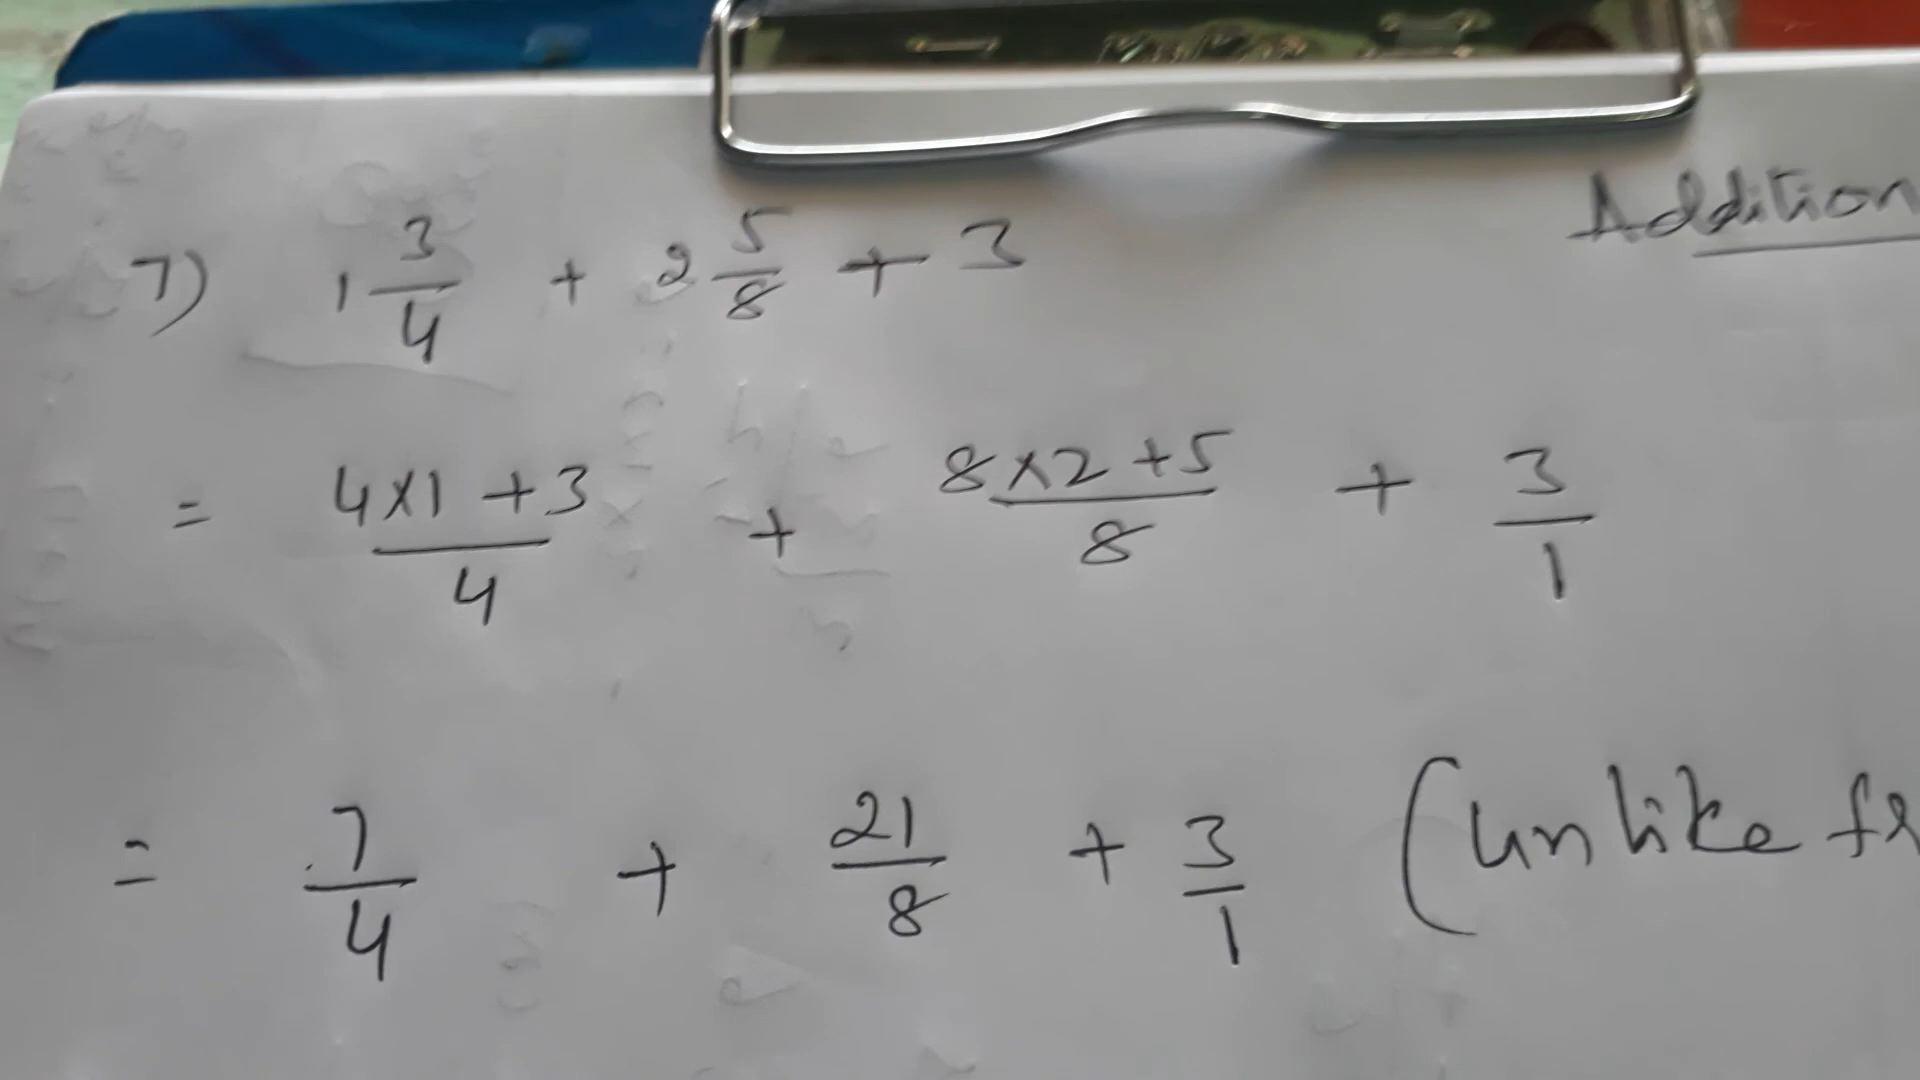 Addition
7) 1 3/4 + 2 5/8 + 3
= 4×1+3/4 + 8×2+5/8 + 3/1
= 7/4 + 21/8 + 3/1 (unlike fr